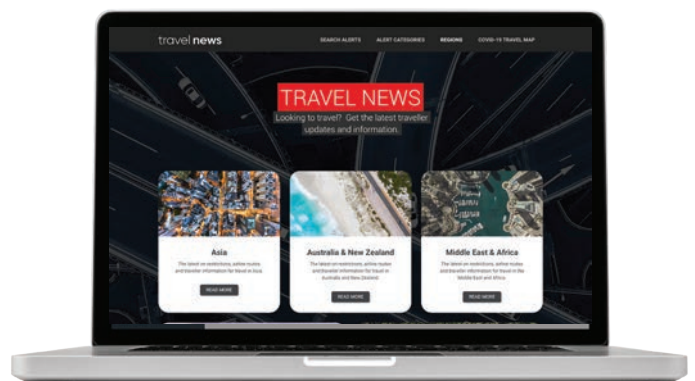 travel news
SEARCH ALERTS ALERT CATEGORIES REGIONS COVID-19 TRAVEL MAP
TRAVEL NEWS
Looking to travel? Get the latest traveller
updates and information.
Asia
The latest on restrictions, airline routes
and traveller information for travel in Asia.
READ MORE
Australia & New Zealand
The latest on restrictions, airline routes
and traveller information for travel in
Australia and New Zealand.
READ MORE
Middle East & Africa
The latest on restrictions, airline routes
and traveller information for travel in the
Middle East and Africa.
READ MORE